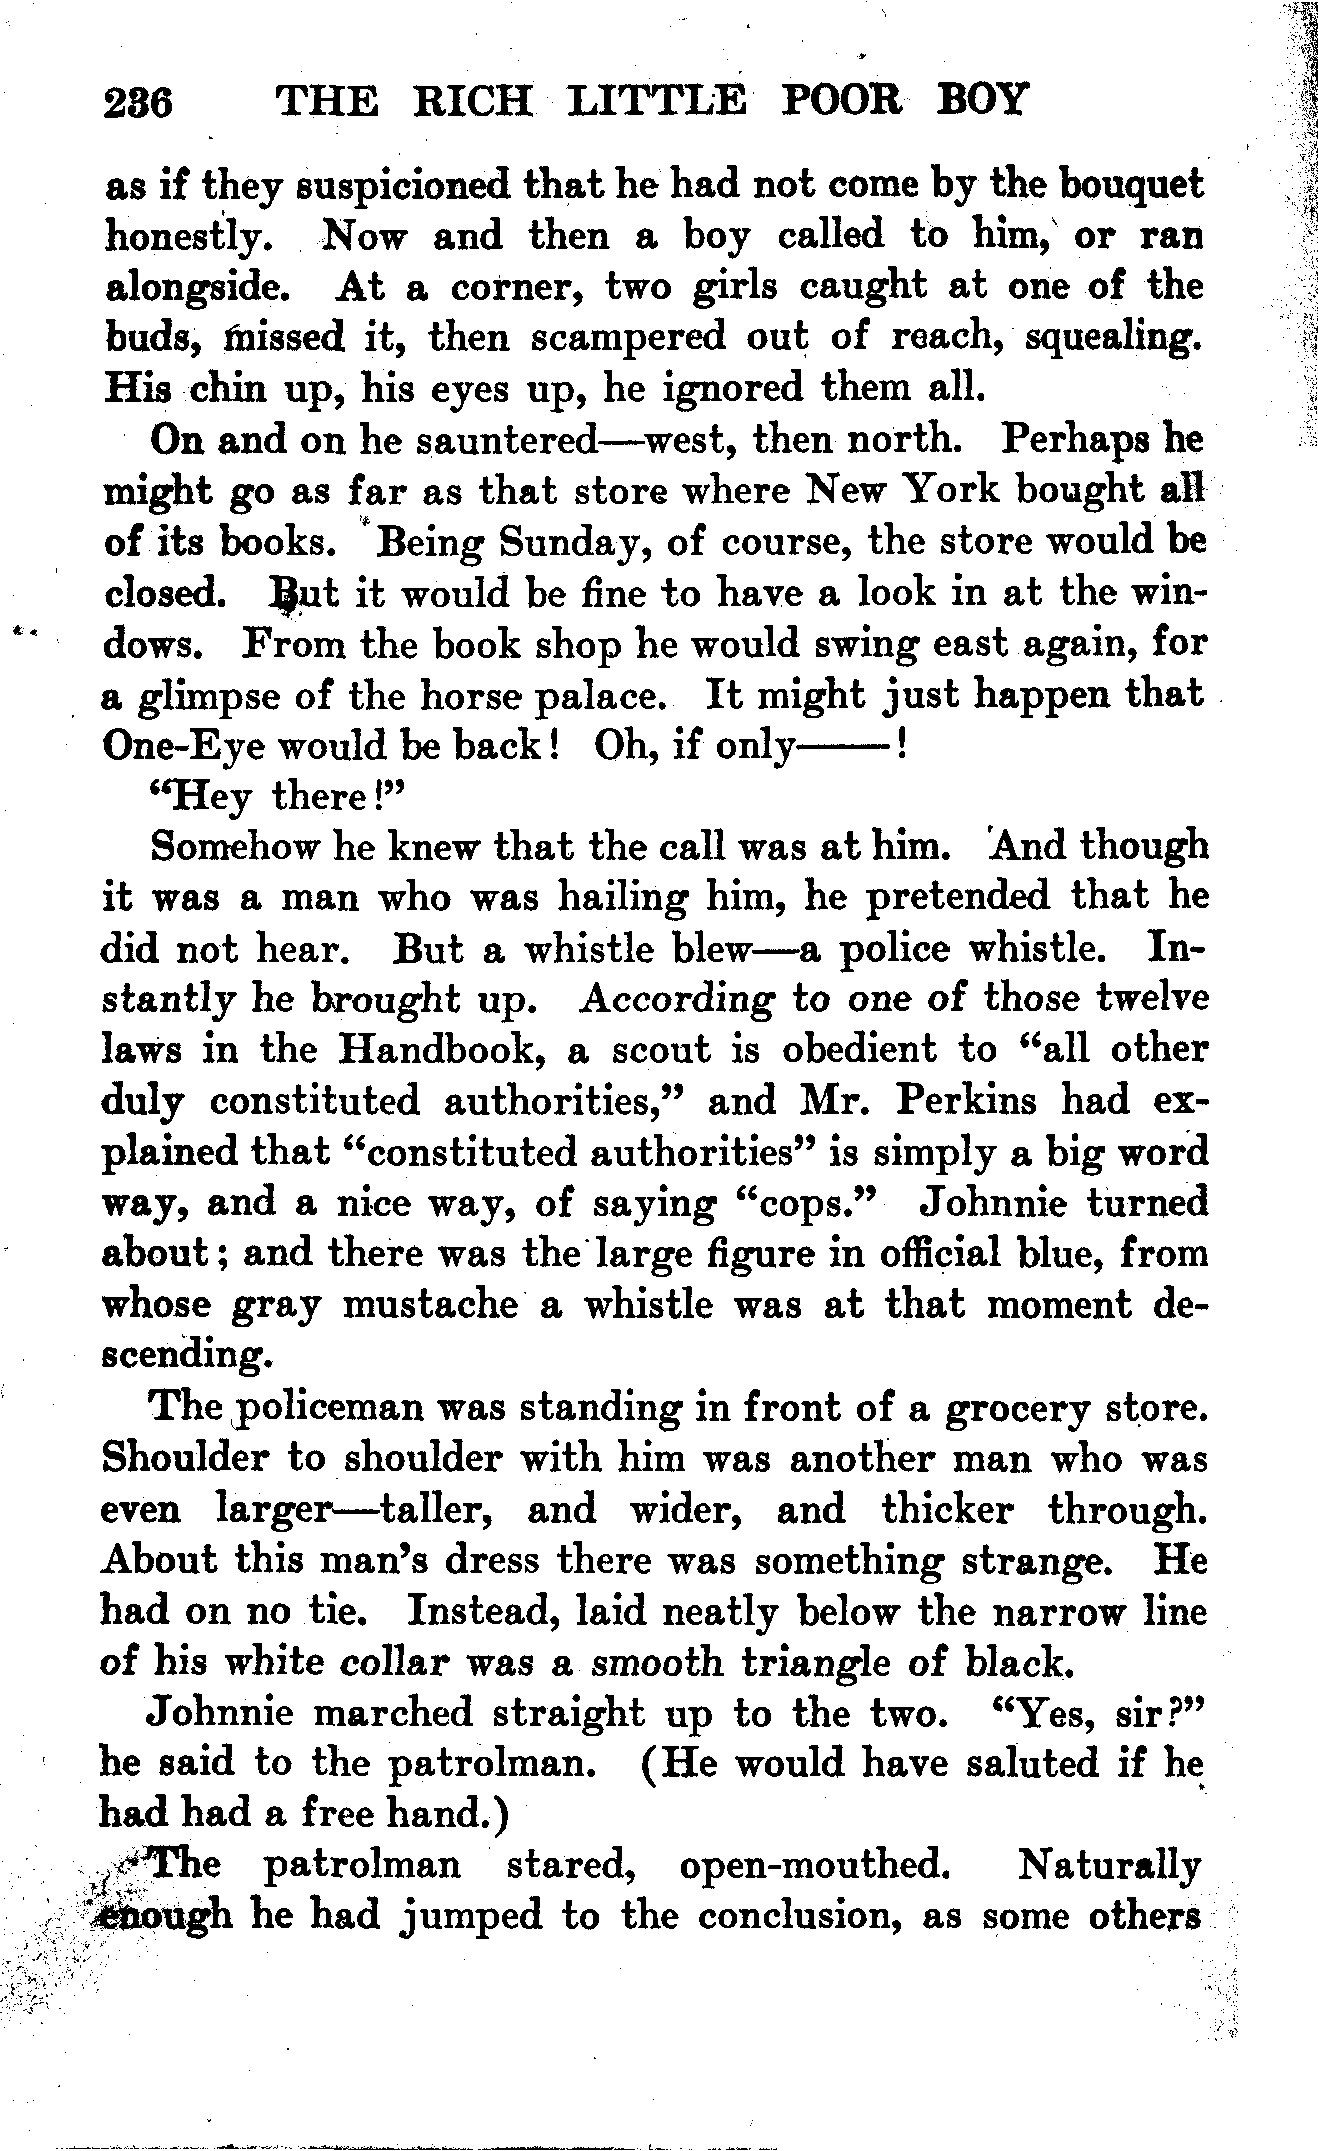 236 THE RICH LITTLE POOR BOY
as if they suspicioned that he had not come by the bouquet
honestly. Now and then a boy called to him, or ran
alongside. At a corner, two girls caught at one of the
buds, missed it, then scampered out of reach, squealing.
His chin up, his eyes up, he ignored them all.
On and on he sauntered—west, then north. Perhaps he
might go as far as that store where New York bought all
of its books. Being Sunday, of course, the store would be
closed. But it would be fine to have a look in at the win-
dows. From the book shop he would swing east again, for
a glimpse of the horse palace. It might just happen that
One-Eye would be back! Oh, if only——!
"Hey there!"
Somehow he knew that the call was at him. And though
it was a man who was hailing him, he pretended that he
did not hear. But a whistle blew—a police whistle. In-
stantly he brought up. According to one of those twelve
laws in the Handbook, a scout is obedient to "all other
duly constituted authorities," and Mr. Perkins had ex-
plained that "constituted authorities" is simply a big word
way, and a nice way, of saying "cops." Johnnie turned
about; and there was the large figure in official blue, from
whose gray mustache a whistle was at that moment de-
scending.
The policeman was standing in front of a grocery store.
Shoulder to shoulder with him was another man who was
even larger—taller, and wider, and thicker through.
About this man's dress there was something strange. He
had on no tie. Instead, laid neatly below the narrow line
of his white collar was a smooth triangle of black.
Johnnie marched straight up to the two. "Yes, sir?"
he said to the patrolman. (He would have saluted if he
had had a free hand.)
The patrolman stared, open-mouthed. Naturally
enough he had jumped to the conclusion, as some others